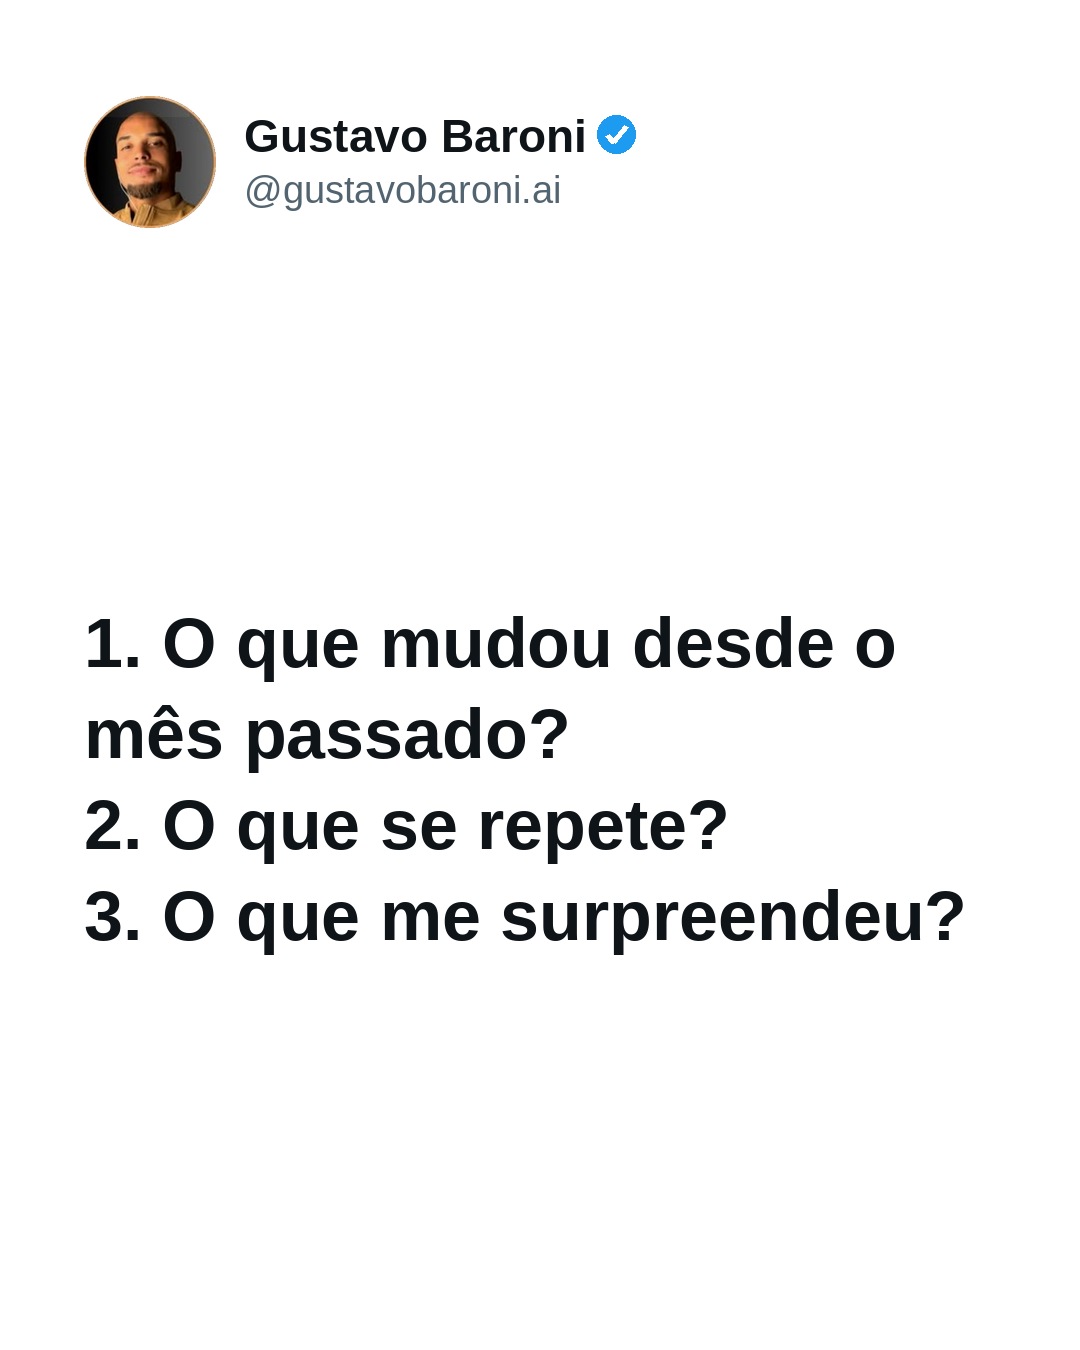 Gustavo Baroni
@gustavobaroni.ai
1. O que mudou desde o
mês passado?
2. O que se repete?
3. O que me surpreendeu?